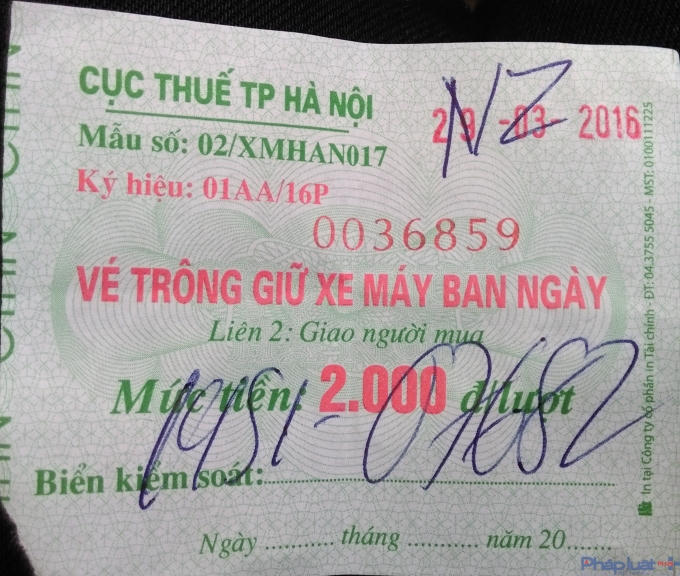 CỤC THUẾ TP HÀ NỘI
NZ
29 -03- 2016
Mẫu số: 02/XMHAN017
Ký hiệu: 01AA/16P
0036859
VÉ TRÔNG GIỮ XE MÁY BAN NGÀY
Liên 2: Giao người mua
Mức tiền: 2.000 đ/lượt
Biển kiểm soát:
Ngày ........... tháng ........... năm 20.......
In tại Công ty cổ phần in Tài chính - ĐT: 04.3755 5045 - MST: 0100111225
Phápluật